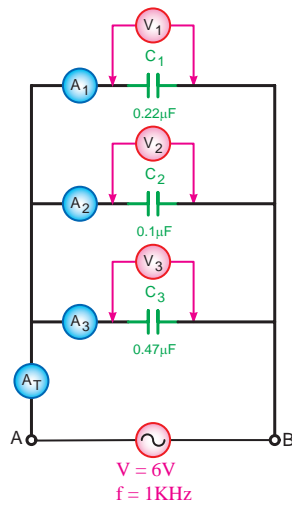 V1
C1
A1
0.22μF
V2
C2
A2
0.1μF
V3
C3
A3
0.47μF
AT
A
B
V = 6V
f = 1KHz